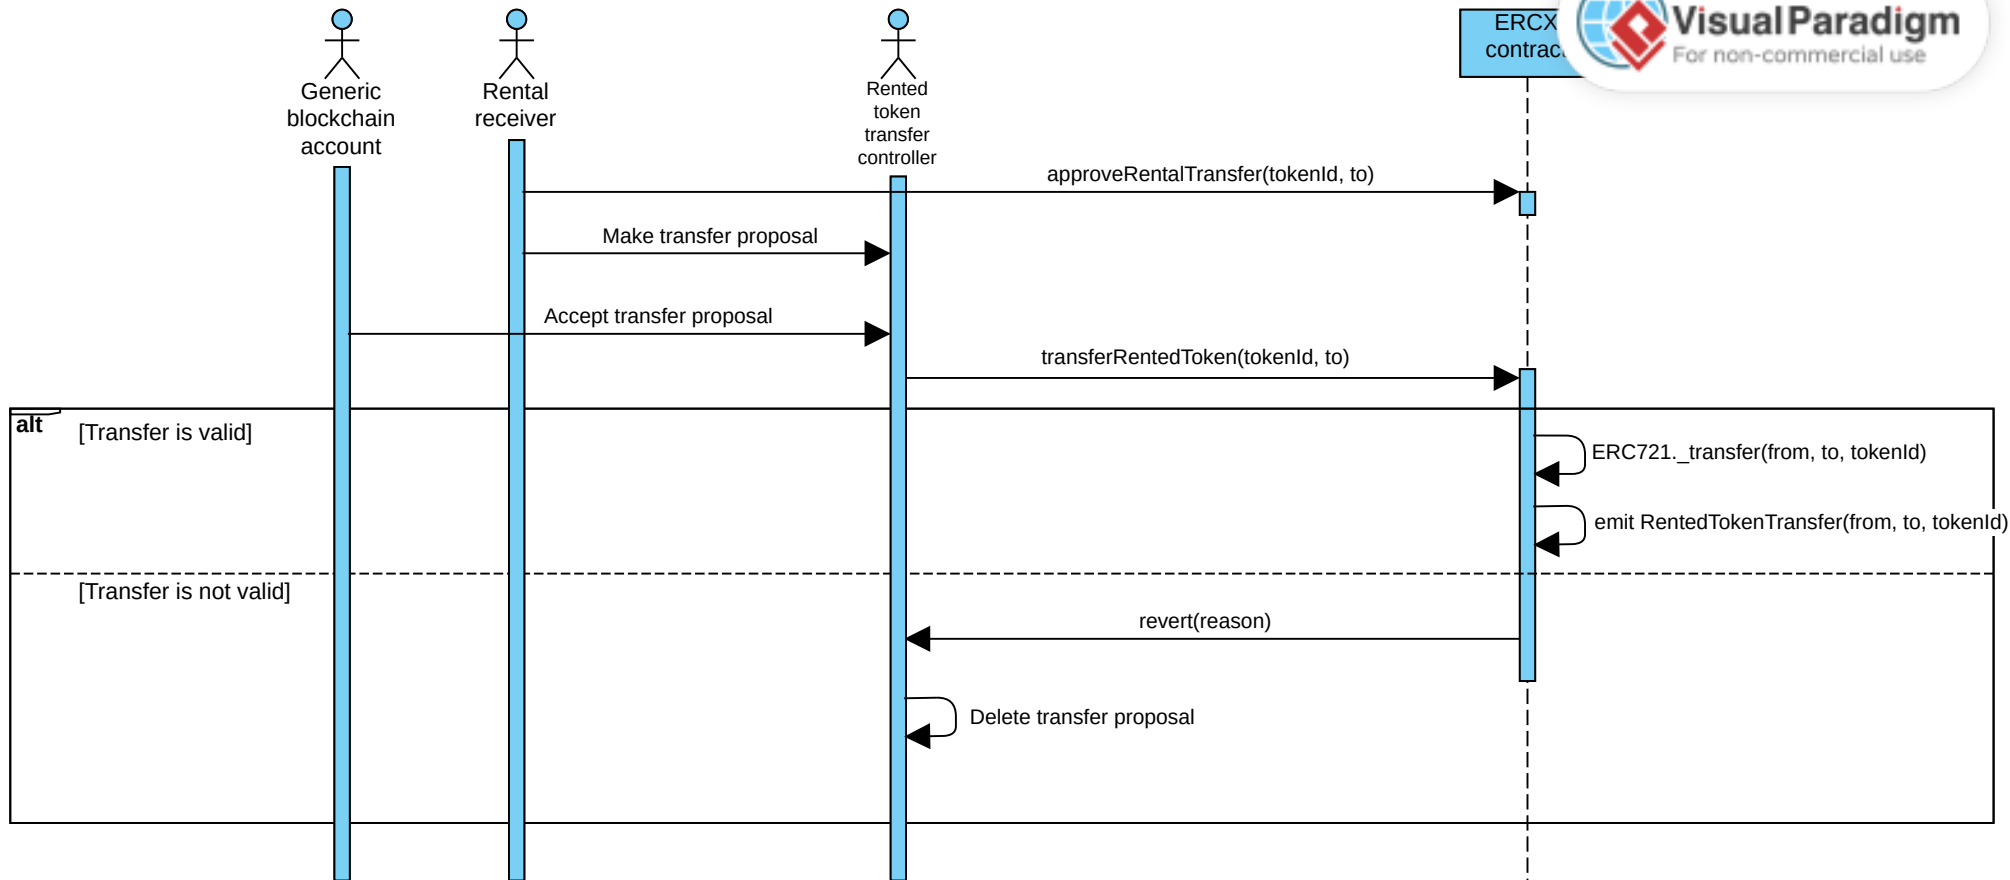 Generic
blockchain
account
Rental
receiver
Rented
token
transfer
controller
ERCX
Visual Paradigm
For non-commercial use
approveRentalTransfer(tokenId, to)
Make transfer proposal
Accept transfer proposal
transferRentedToken(tokenId, to)
alt
[Transfer is valid]
ERC721._transfer(from, to, tokenId)
emit RentedTokenTransfer(from, to, tokenId)
[Transfer is not valid]
revert(reason)
Delete transfer proposal